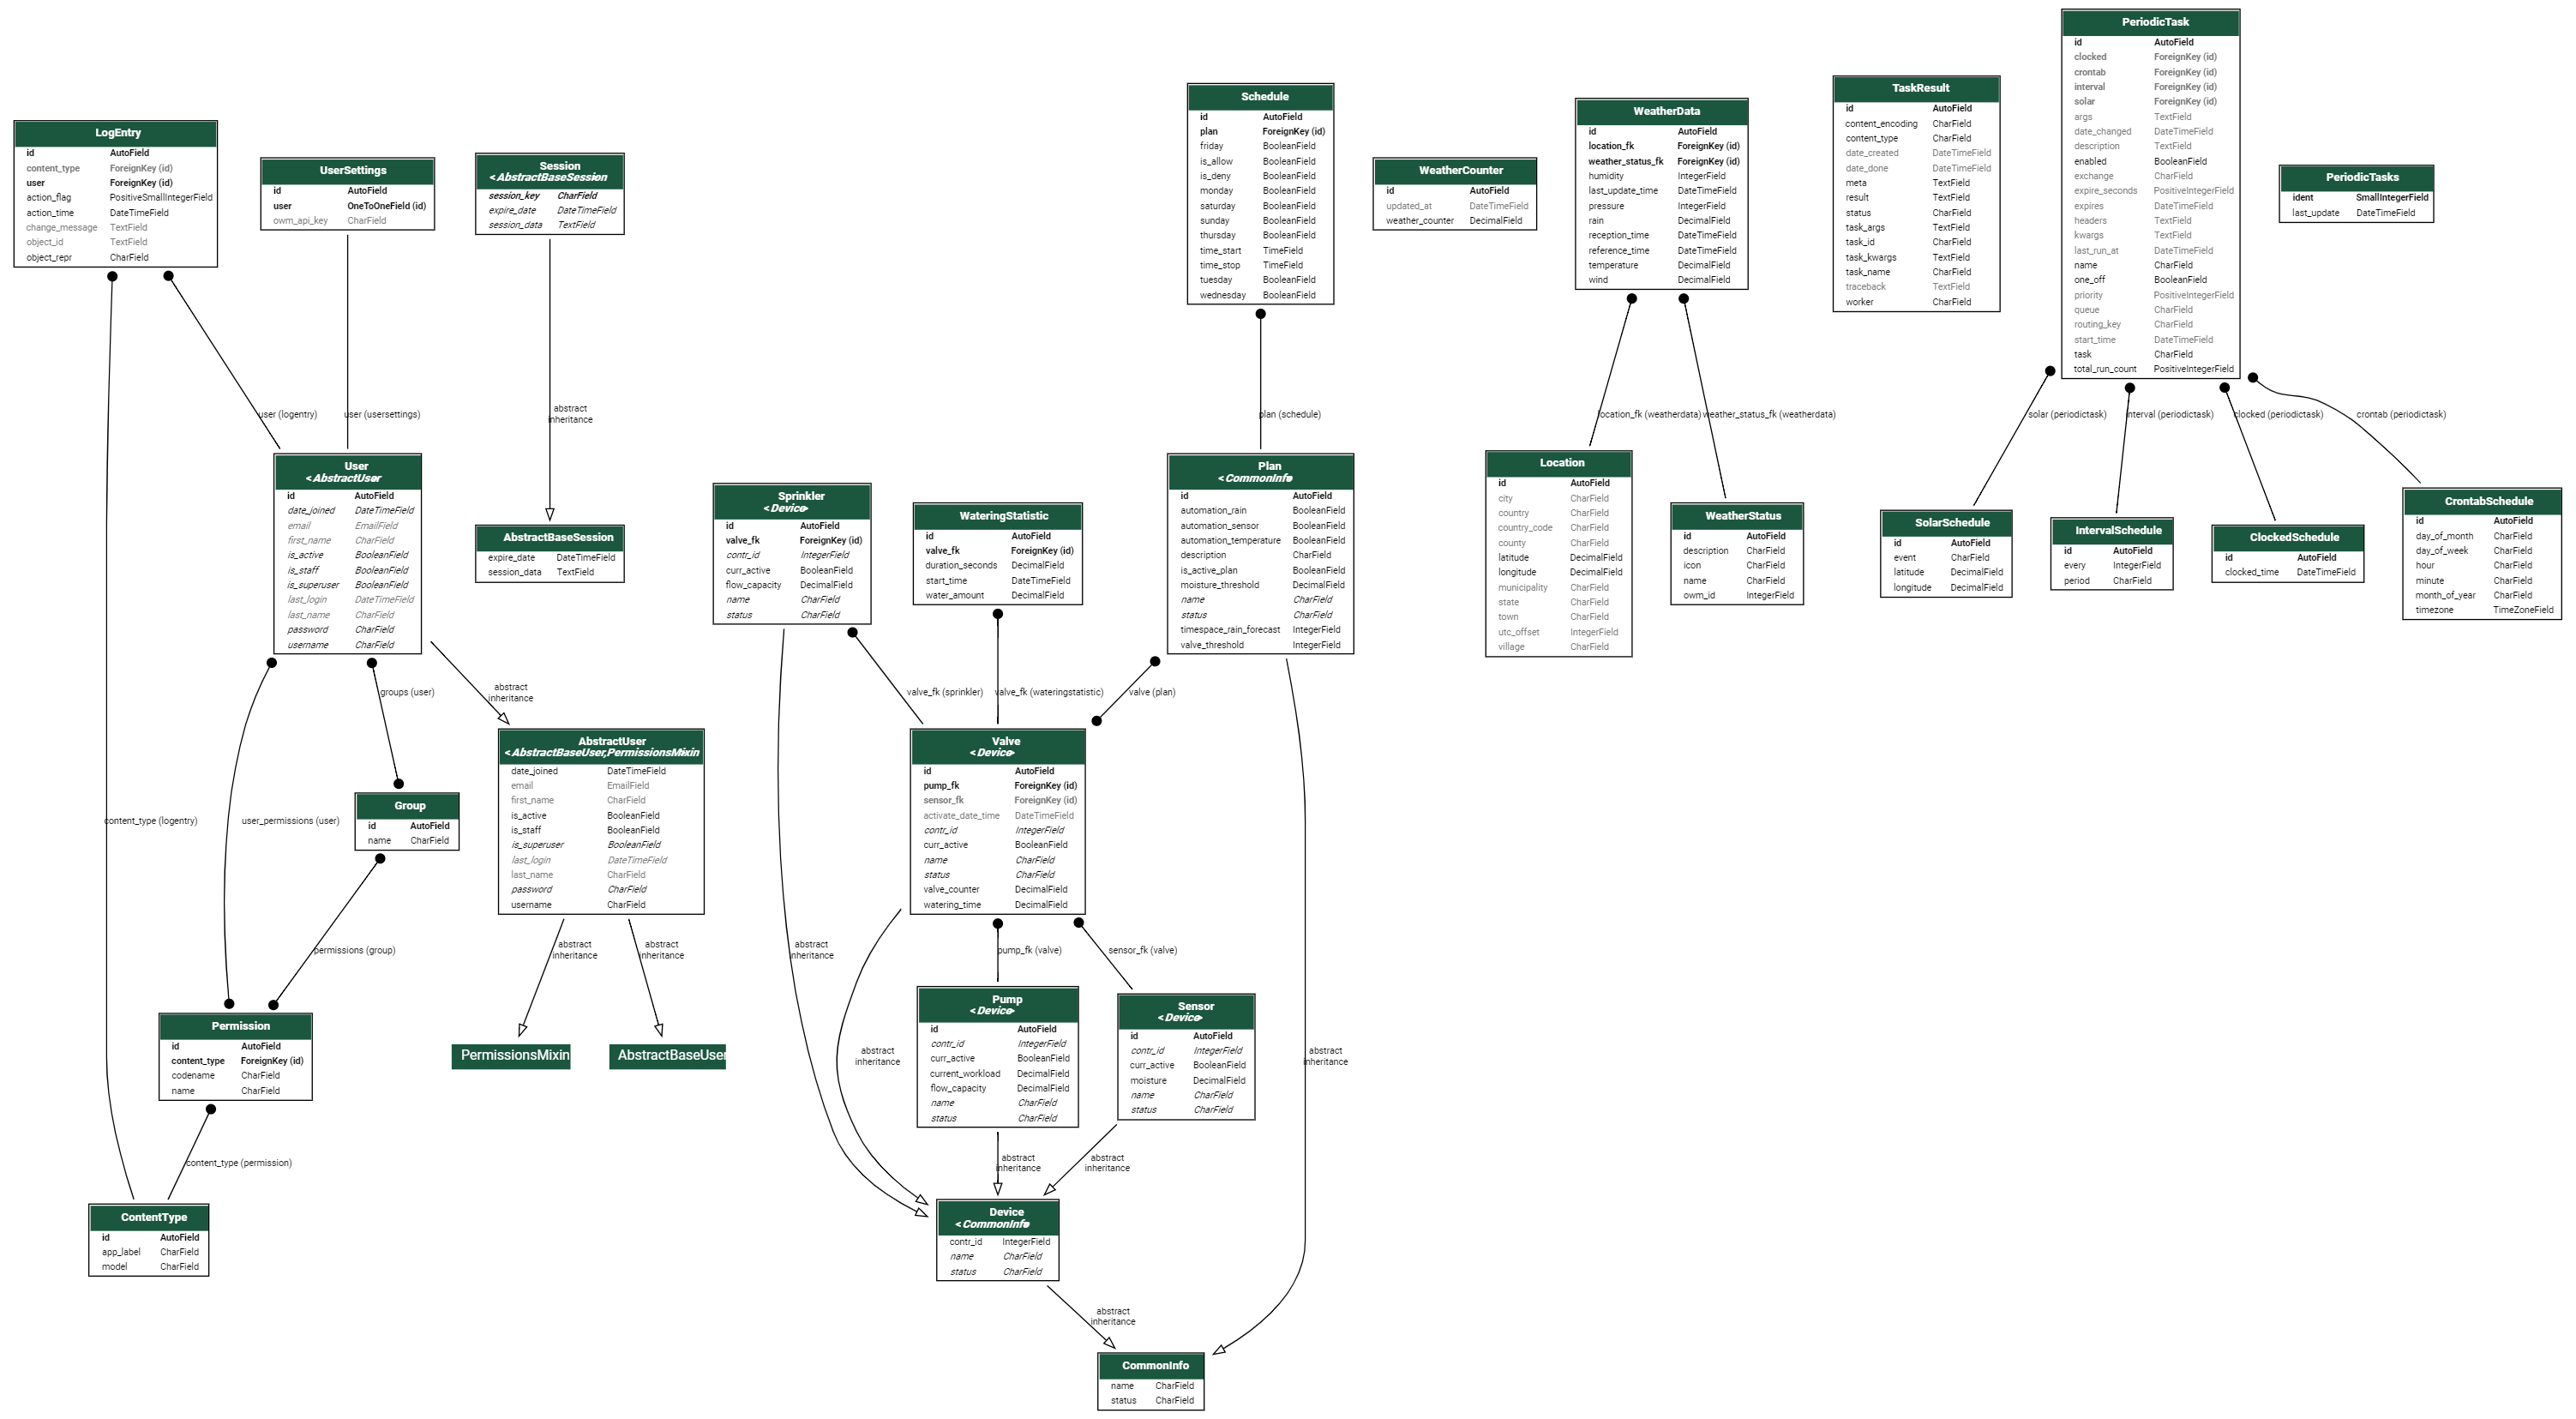 LogEntry
id AutoField
content_type ForeignKey (id)
user ForeignKey (id)
action_flag PositiveSmallIntegerField
action_time DateTimeField
change_message TextField
object_id TextField
object_repr CharField
UserSettings
id AutoField
user OneToOneField (id)
owm_api_key CharField
Session
<AbstractBaseSession>
session_key CharField
expire_date DateTimeField
session_data TextField
Schedule
id AutoField
plan ForeignKey (id)
friday BooleanField
is_allow BooleanField
is_deny BooleanField
monday BooleanField
saturday BooleanField
sunday BooleanField
thursday BooleanField
time_start TimeField
time_stop TimeField
tuesday BooleanField
wednesday BooleanField
WeatherCounter
id AutoField
updated_at DateTimeField
weather_counter DecimalField
WeatherData
id AutoField
location_fk ForeignKey (id)
weather_status_fk ForeignKey (id)
humidity IntegerField
last_update_time DateTimeField
pressure IntegerField
rain DecimalField
reception_time DateTimeField
reference_time DateTimeField
temperature DecimalField
wind DecimalField
TaskResult
id AutoField
content_encoding CharField
content_type CharField
date_created DateTimeField
date_done DateTimeField
meta TextField
result TextField
status CharField
task_args TextField
task_id CharField
task_kwargs TextField
task_name CharField
traceback TextField
worker CharField
PeriodicTask
id AutoField
clocked ForeignKey (id)
crontab ForeignKey (id)
interval ForeignKey (id)
solar ForeignKey (id)
args TextField
date_changed DateTimeField
description TextField
enabled BooleanField
exchange CharField
expire_seconds PositiveIntegerField
expires DateTimeField
headers TextField
kwargs TextField
last_run_at DateTimeField
name CharField
one_off BooleanField
priority PositiveIntegerField
queue CharField
routing_key CharField
start_time DateTimeField
task CharField
total_run_count PositiveIntegerField
PeriodicTasks
ident SmallIntegerField
last_update DateTimeField
user (logentry)
user (usersettings)
abstract
inheritance
plan (schedule)
location_fk (weatherdata)
weather_status_fk (weatherdata)
solar (periodictask)
interval (periodictask)
clocked (periodictask)
crontab (periodictask)
User
<AbstractUser>
id AutoField
date_joined DateTimeField
email EmailField
first_name CharField
is_active BooleanField
is_staff BooleanField
is_superuser BooleanField
last_login DateTimeField
last_name CharField
password CharField
username CharField
AbstractBaseSession
expire_date DateTimeField
session_data TextField
Sprinkler
<Device>
id AutoField
valve_fk ForeignKey (id)
contr_id IntegerField
curr_active BooleanField
flow_capacity DecimalField
name CharField
status CharField
WateringStatistic
id AutoField
valve_fk ForeignKey (id)
duration_seconds DecimalField
start_time DateTimeField
water_amount DecimalField
Plan
<CommonInfo>
id AutoField
automation_rain BooleanField
automation_sensor BooleanField
automation_temperature BooleanField
description CharField
is_active_plan BooleanField
moisture_threshold DecimalField
name CharField
status CharField
timespace_rain_forecast IntegerField
valve_threshold IntegerField
Location
id AutoField
city CharField
country CharField
country_code CharField
county CharField
latitude DecimalField
longitude DecimalField
municipality CharField
state CharField
town CharField
utc_offset IntegerField
village CharField
WeatherStatus
id AutoField
description CharField
icon CharField
name CharField
owm_id IntegerField
SolarSchedule
id AutoField
event CharField
latitude DecimalField
longitude DecimalField
IntervalSchedule
id AutoField
every IntegerField
period CharField
ClockedSchedule
id AutoField
clocked_time DateTimeField
CrontabSchedule
id AutoField
day_of_month CharField
day_of_week CharField
hour CharField
minute CharField
month_of_year CharField
timezone TimeZoneField
groups (user)
abstract
inheritance
valve_fk (sprinkler)
valve_fk (wateringstatistic)
valve (plan)
AbstractUser
<AbstractBaseUser,PermissionsMixin
date_joined DateTimeField
email EmailField
first_name CharField
is_active BooleanField
is_staff BooleanField
is_superuser BooleanField
last_login DateTimeField
last_name CharField
password CharField
username CharField
Valve
<Device>
id AutoField
pump_fk ForeignKey (id)
sensor_fk ForeignKey (id)
activate_date_time DateTimeField
contr_id IntegerField
curr_active BooleanField
name CharField
status CharField
valve_counter DecimalField
watering_time DecimalField
content_type (logentry)
user_permissions (user)
Group
id AutoField
name CharField
permissions (group)
abstract
inheritance
abstract
inheritance
abstract
inheritance
pump_fk (valve)
sensor_fk (valve)
Permission
id AutoField
content_type ForeignKey (id)
codename CharField
name CharField
PermissionsMixin
AbstractBaseUser
abstract
inheritance
Pump
<Device>
id AutoField
contr_id IntegerField
curr_active BooleanField
current_workload DecimalField
flow_capacity DecimalField
name CharField
status CharField
Sensor
<Device>
id AutoField
contr_id IntegerField
curr_active BooleanField
moisture DecimalField
name CharField
status CharField
abstract
inheritance
content_type (permission)
abstract
inheritance
abstract
inheritance
ContentType
id AutoField
app_label CharField
model CharField
Device
<CommonInfo>
contr_id IntegerField
name CharField
status CharField
abstract
inheritance
CommonInfo
name CharField
status CharField